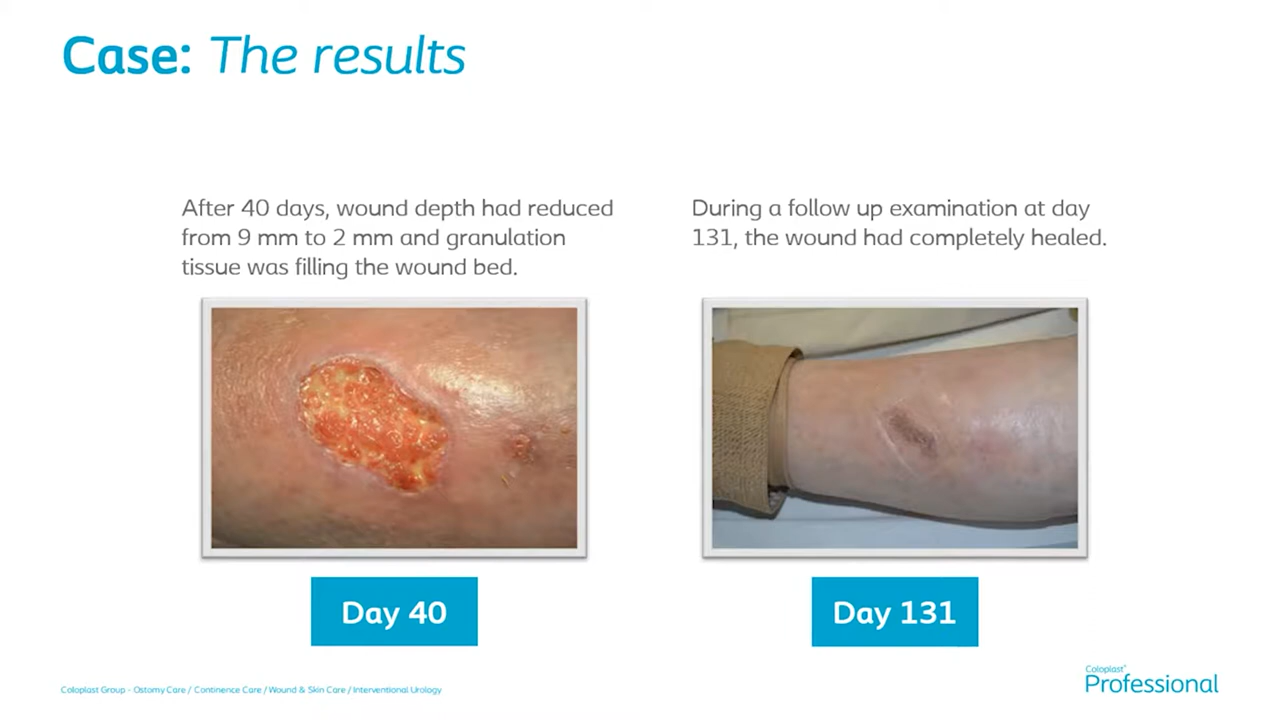 Case: The results
After 40 days, wound depth had reduced
from 9 mm to 2 mm and granulation
tissue was filling the wound bed.
During a follow up examination at day
131, the wound had completely healed.
Day 40
Day 131
Coloplast Group - Ostomy Care / Continence Care / Wound & Skin Care / Interventional Urology
Coloplast®
Professional